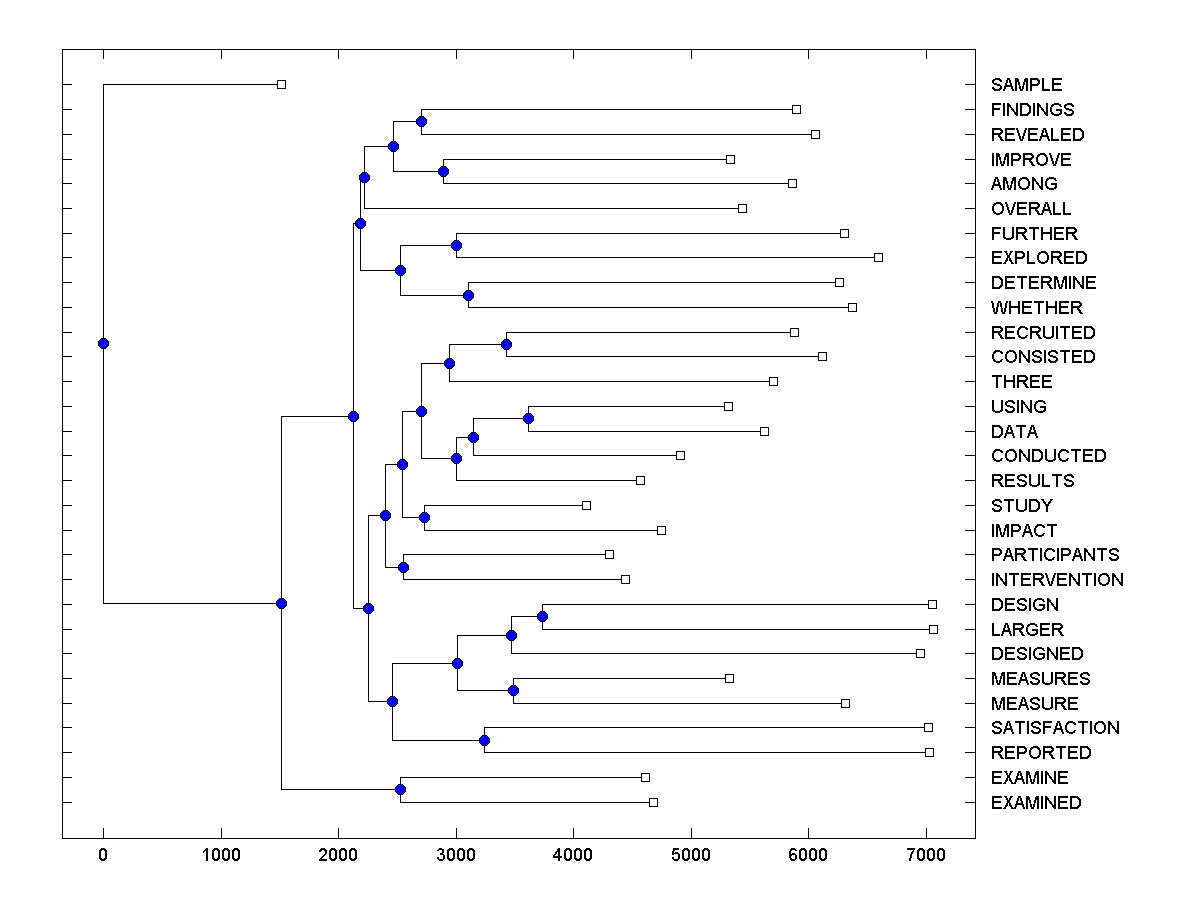 SAMPLE
FINDINGS
REVEALED
IMPROVE
AMONG
OVERALL
FURTHER
EXPLORED
DETERMINE
WHETHER
RECRUITED
CONSISTED
THREE
USING
DATA
CONDUCTED
RESULTS
STUDY
IMPACT
PARTICIPANTS
INTERVENTION
DESIGN
LARGER
DESIGNED
MEASURES
MEASURE
SATISFACTION
REPORTED
EXAMINE
EXAMINED
0 1000 2000 3000 4000 5000 6000 7000